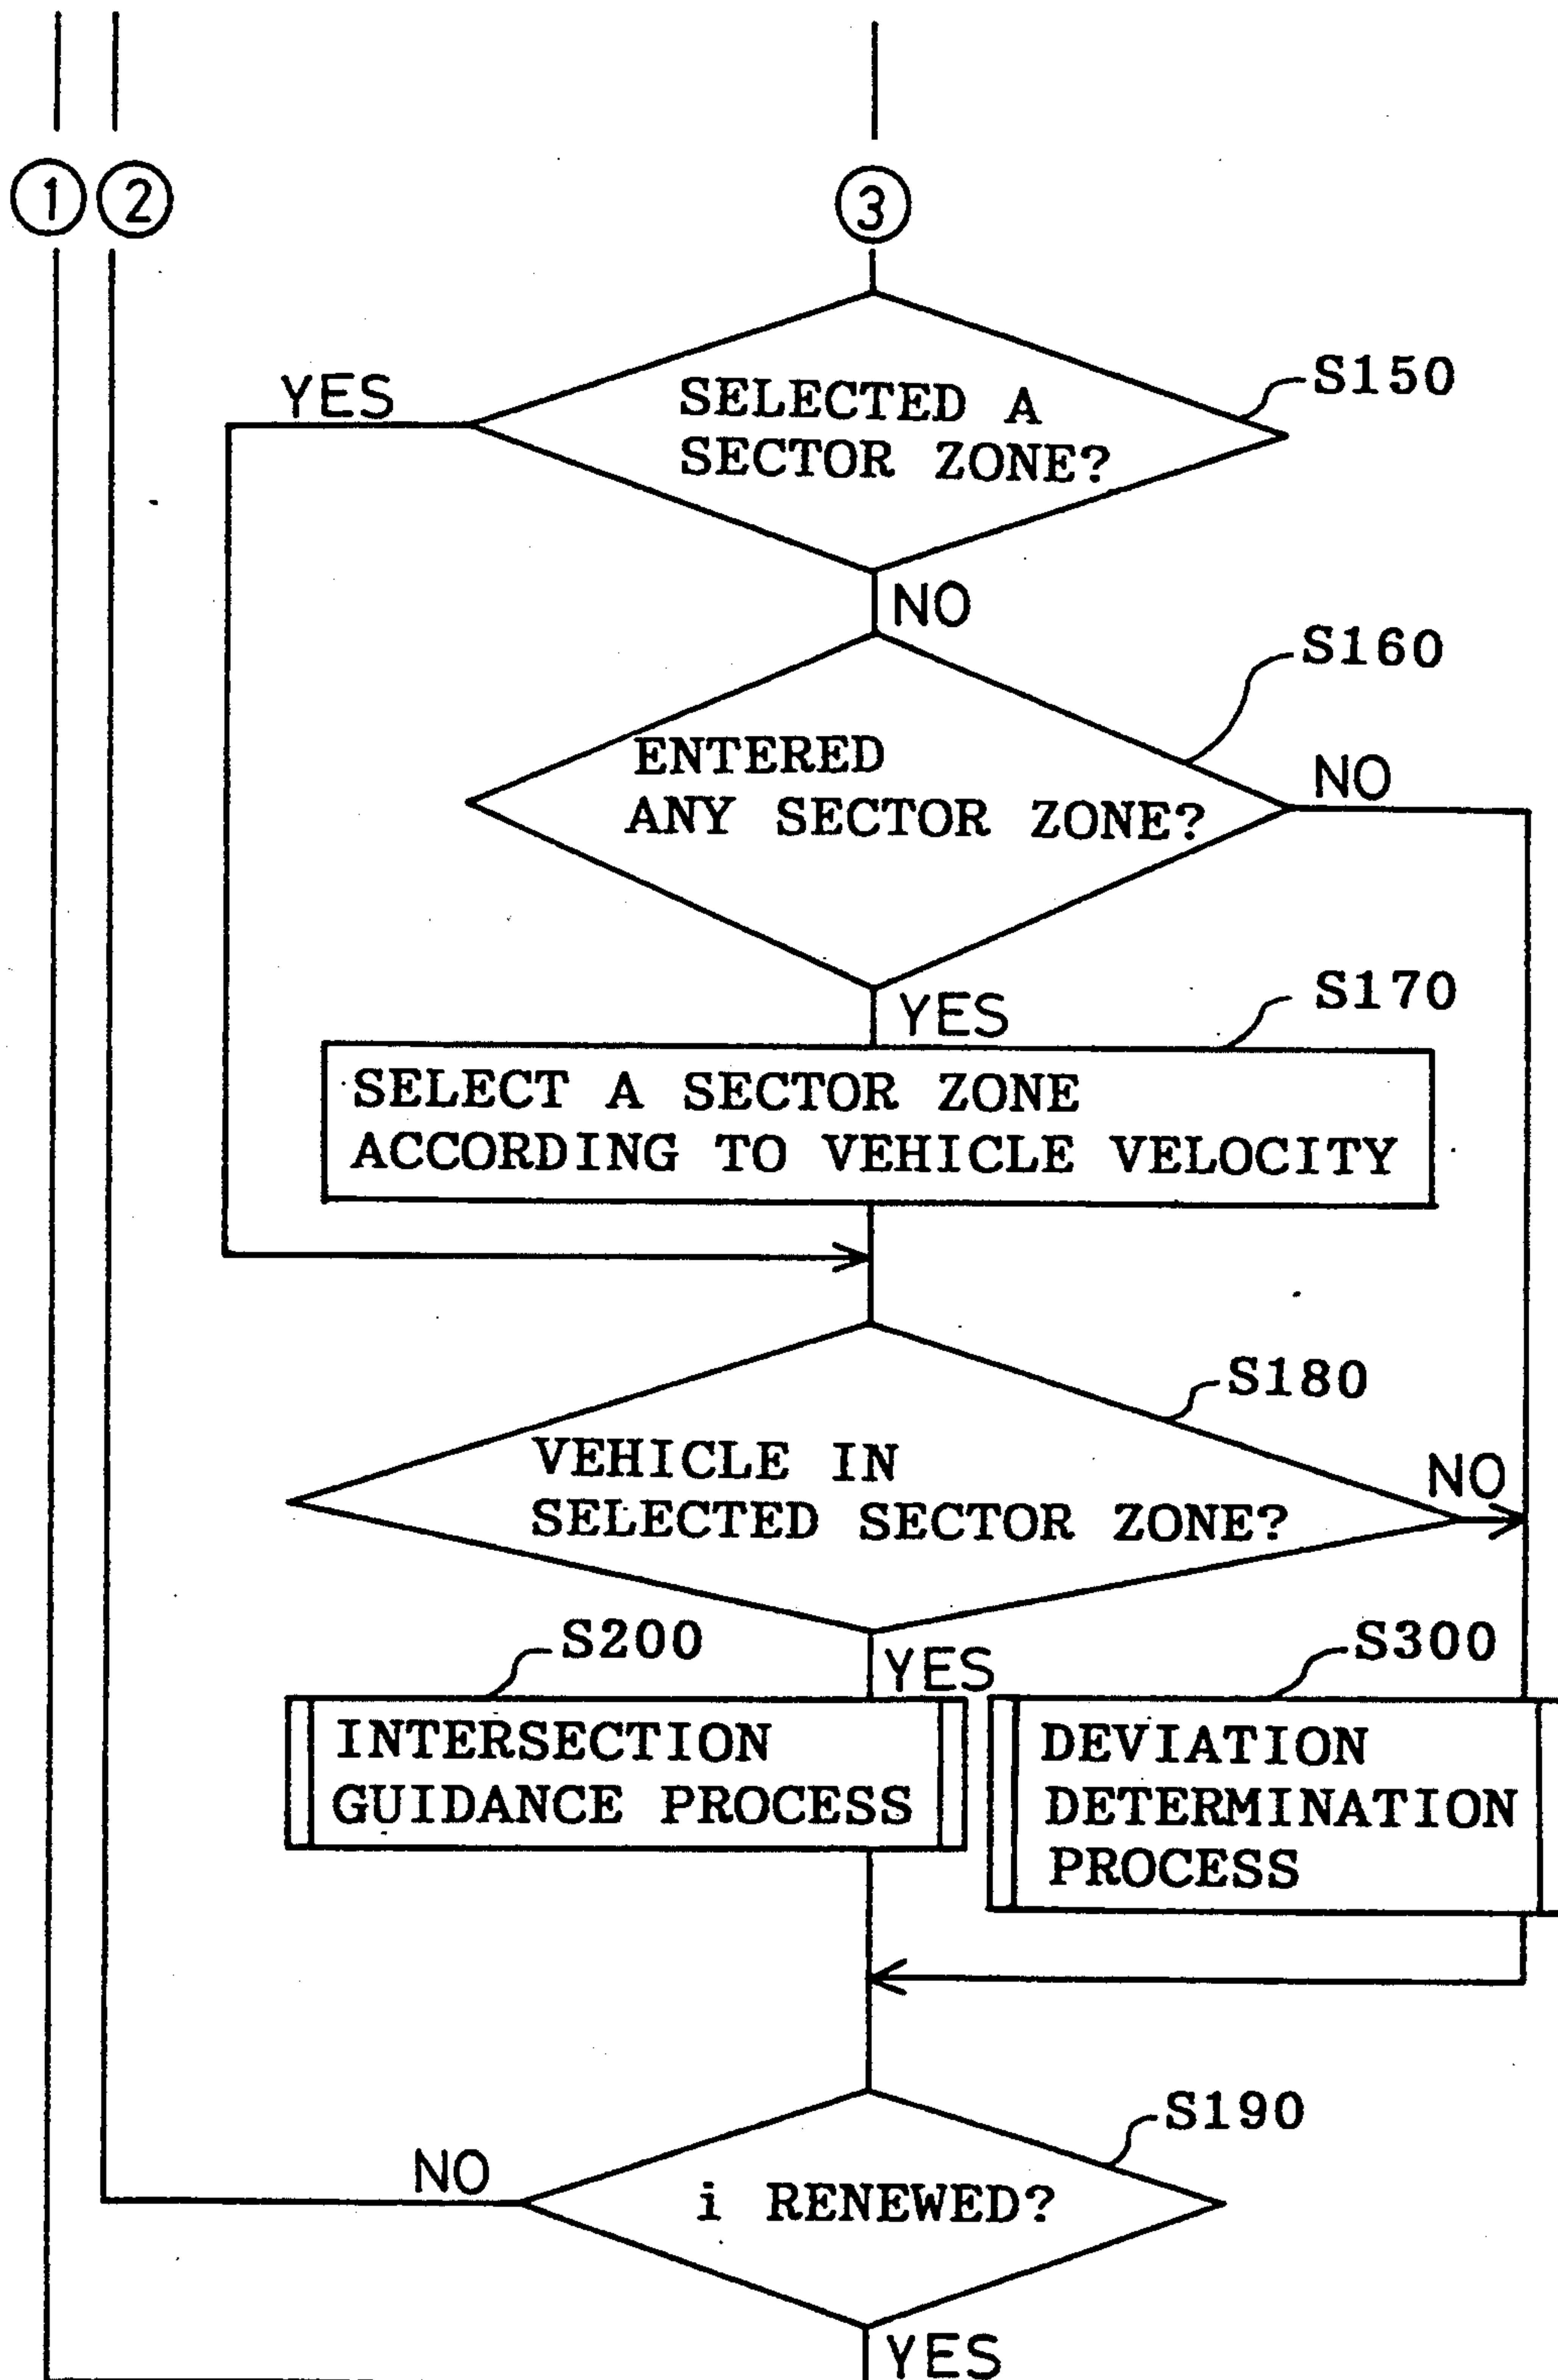 1 2 3
YES
SELECTED A
SECTOR ZONE?
S150
NO
S160
ENTERED
ANY SECTOR ZONE?
NO
S170
YES
SELECT A SECTOR ZONE
ACCORDING TO VEHICLE VELOCITY
S180
VEHICLE IN
SELECTED SECTOR ZONE?
NO
S200
YES
S300
INTERSECTION
GUIDANCE PROCESS
DEVIATION
DETERMINATION
PROCESS
S190
NO
i RENEWED?
YES